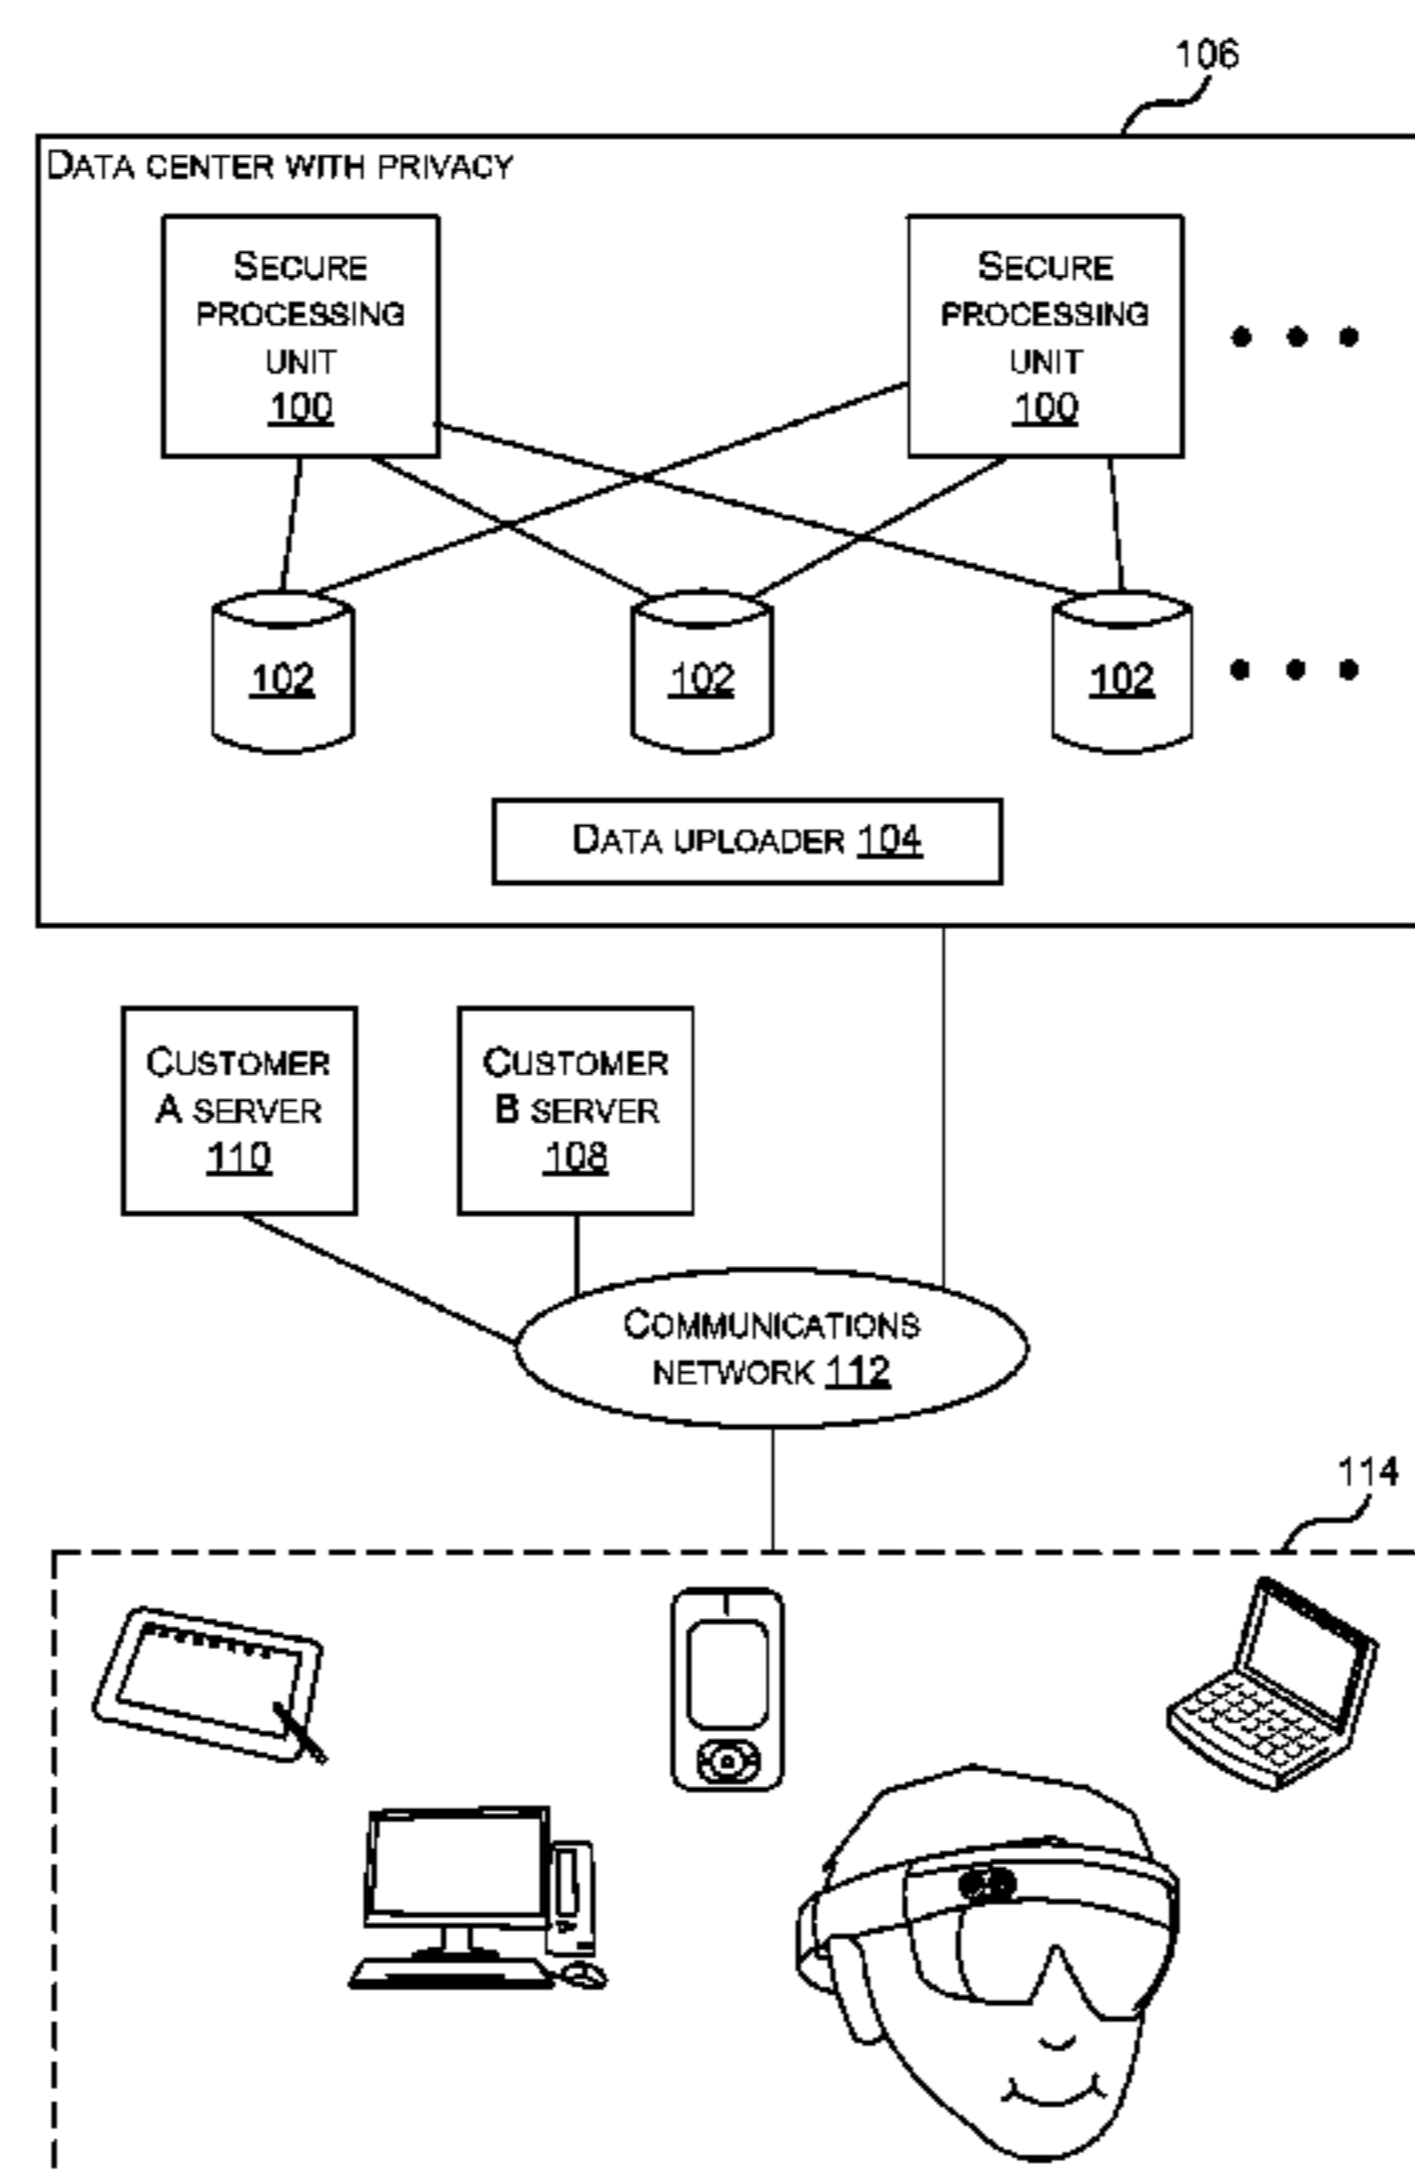 106
DATA CENTER WITH PRIVACY
SECURE
PROCESSING
UNIT
100
SECURE
PROCESSING
UNIT
100
102
102
102
DATA UPLOADER 104
CUSTOMER
A SERVER
110
CUSTOMER
B SERVER
108
COMMUNICATIONS
NETWORK 112
114